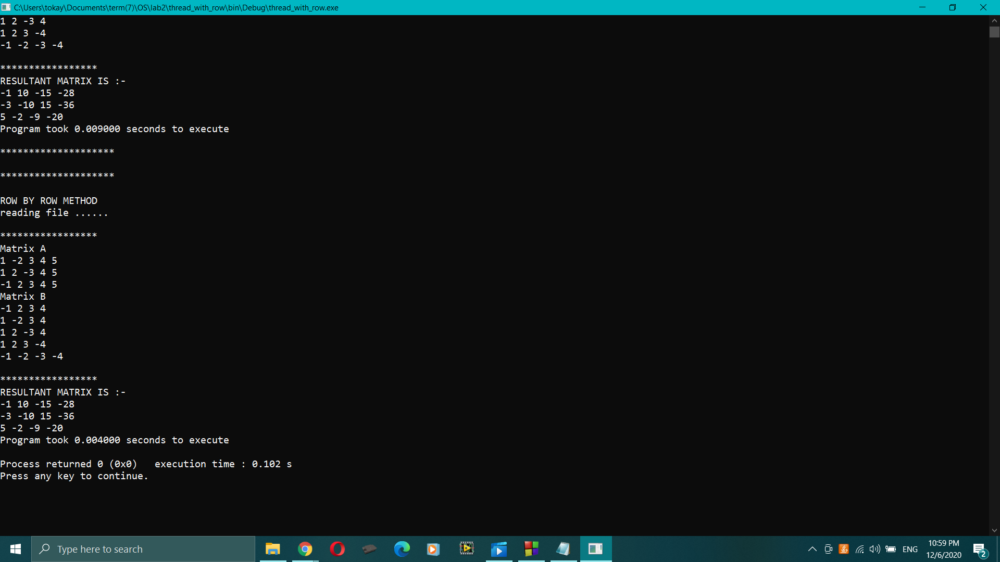 C:\Users\tokay\Documents\term(7)\OS\lab2\thread_with_row\bin\Debug\thread_with_row.exe
1 2 -3 4
1 2 3 -4
-1 -2 -3 -4
*****************
RESULTANT MATRIX IS :-
-1 10 -15 -28
-3 -10 15 -36
5 -2 -9 -20
Program took 0.009000 seconds to execute
********************
********************
ROW BY ROW METHOD
reading file ......
*****************
Matrix A
1 -2 3 4 5
1 2 -3 4 5
-1 2 3 4 5
Matrix B
-1 2 3 4
1 -2 3 4
1 2 -3 4
1 2 3 -4
-1 -2 -3 -4
*****************
RESULTANT MATRIX IS :-
-1 10 -15 -28
-3 -10 15 -36
5 -2 -9 -20
Program took 0.004000 seconds to execute
Process returned 0 (0x0)   execution time : 0.102 s
Press any key to continue.
Type here to search
ENG
10:59 PM
12/6/2020
2